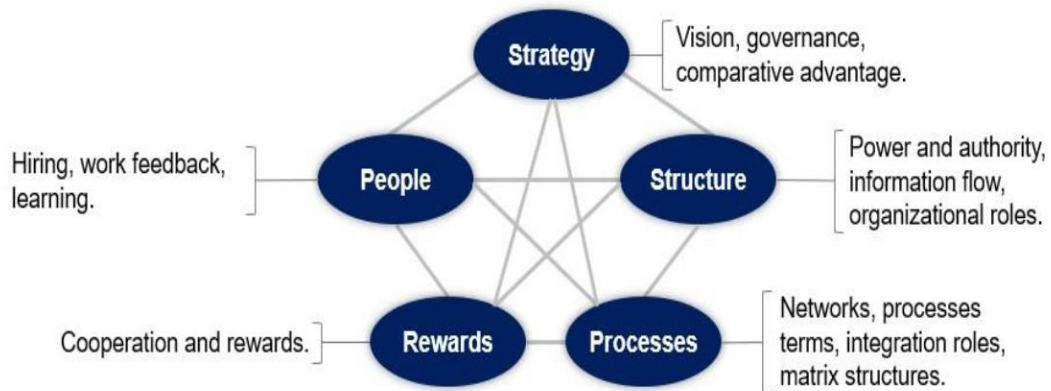 Strategy
Vision, governance,
comparative advantage.
Hiring, work feedback,
learning.
People
Structure
Power and authority,
information flow,
organizational roles.
Cooperation and rewards.
Rewards
Processes
Networks, processes
terms, integration roles,
matrix structures.